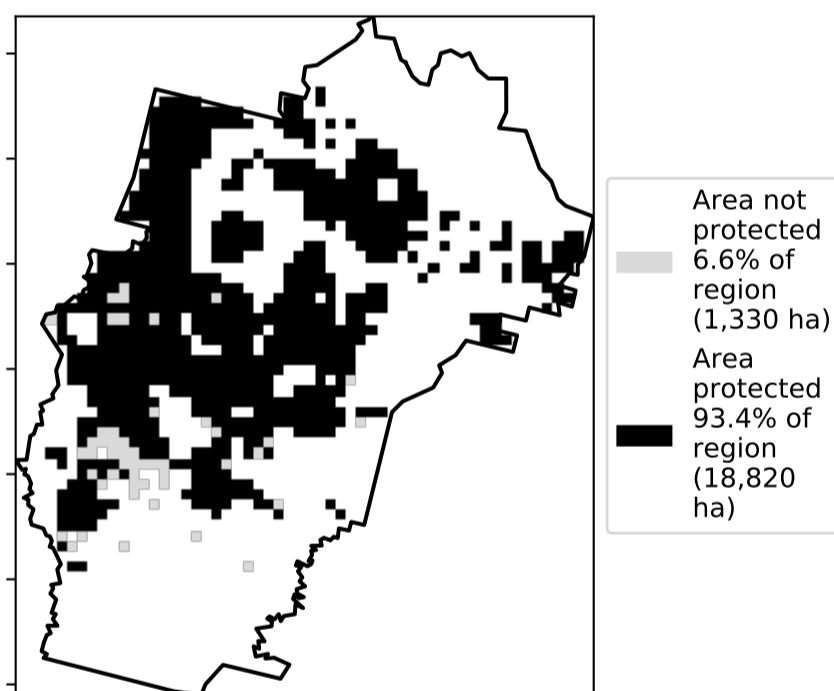 Area not
protected
6.6% of
region
(1,330 ha)
Area
protected
93.4% of
region
(18,820
ha)